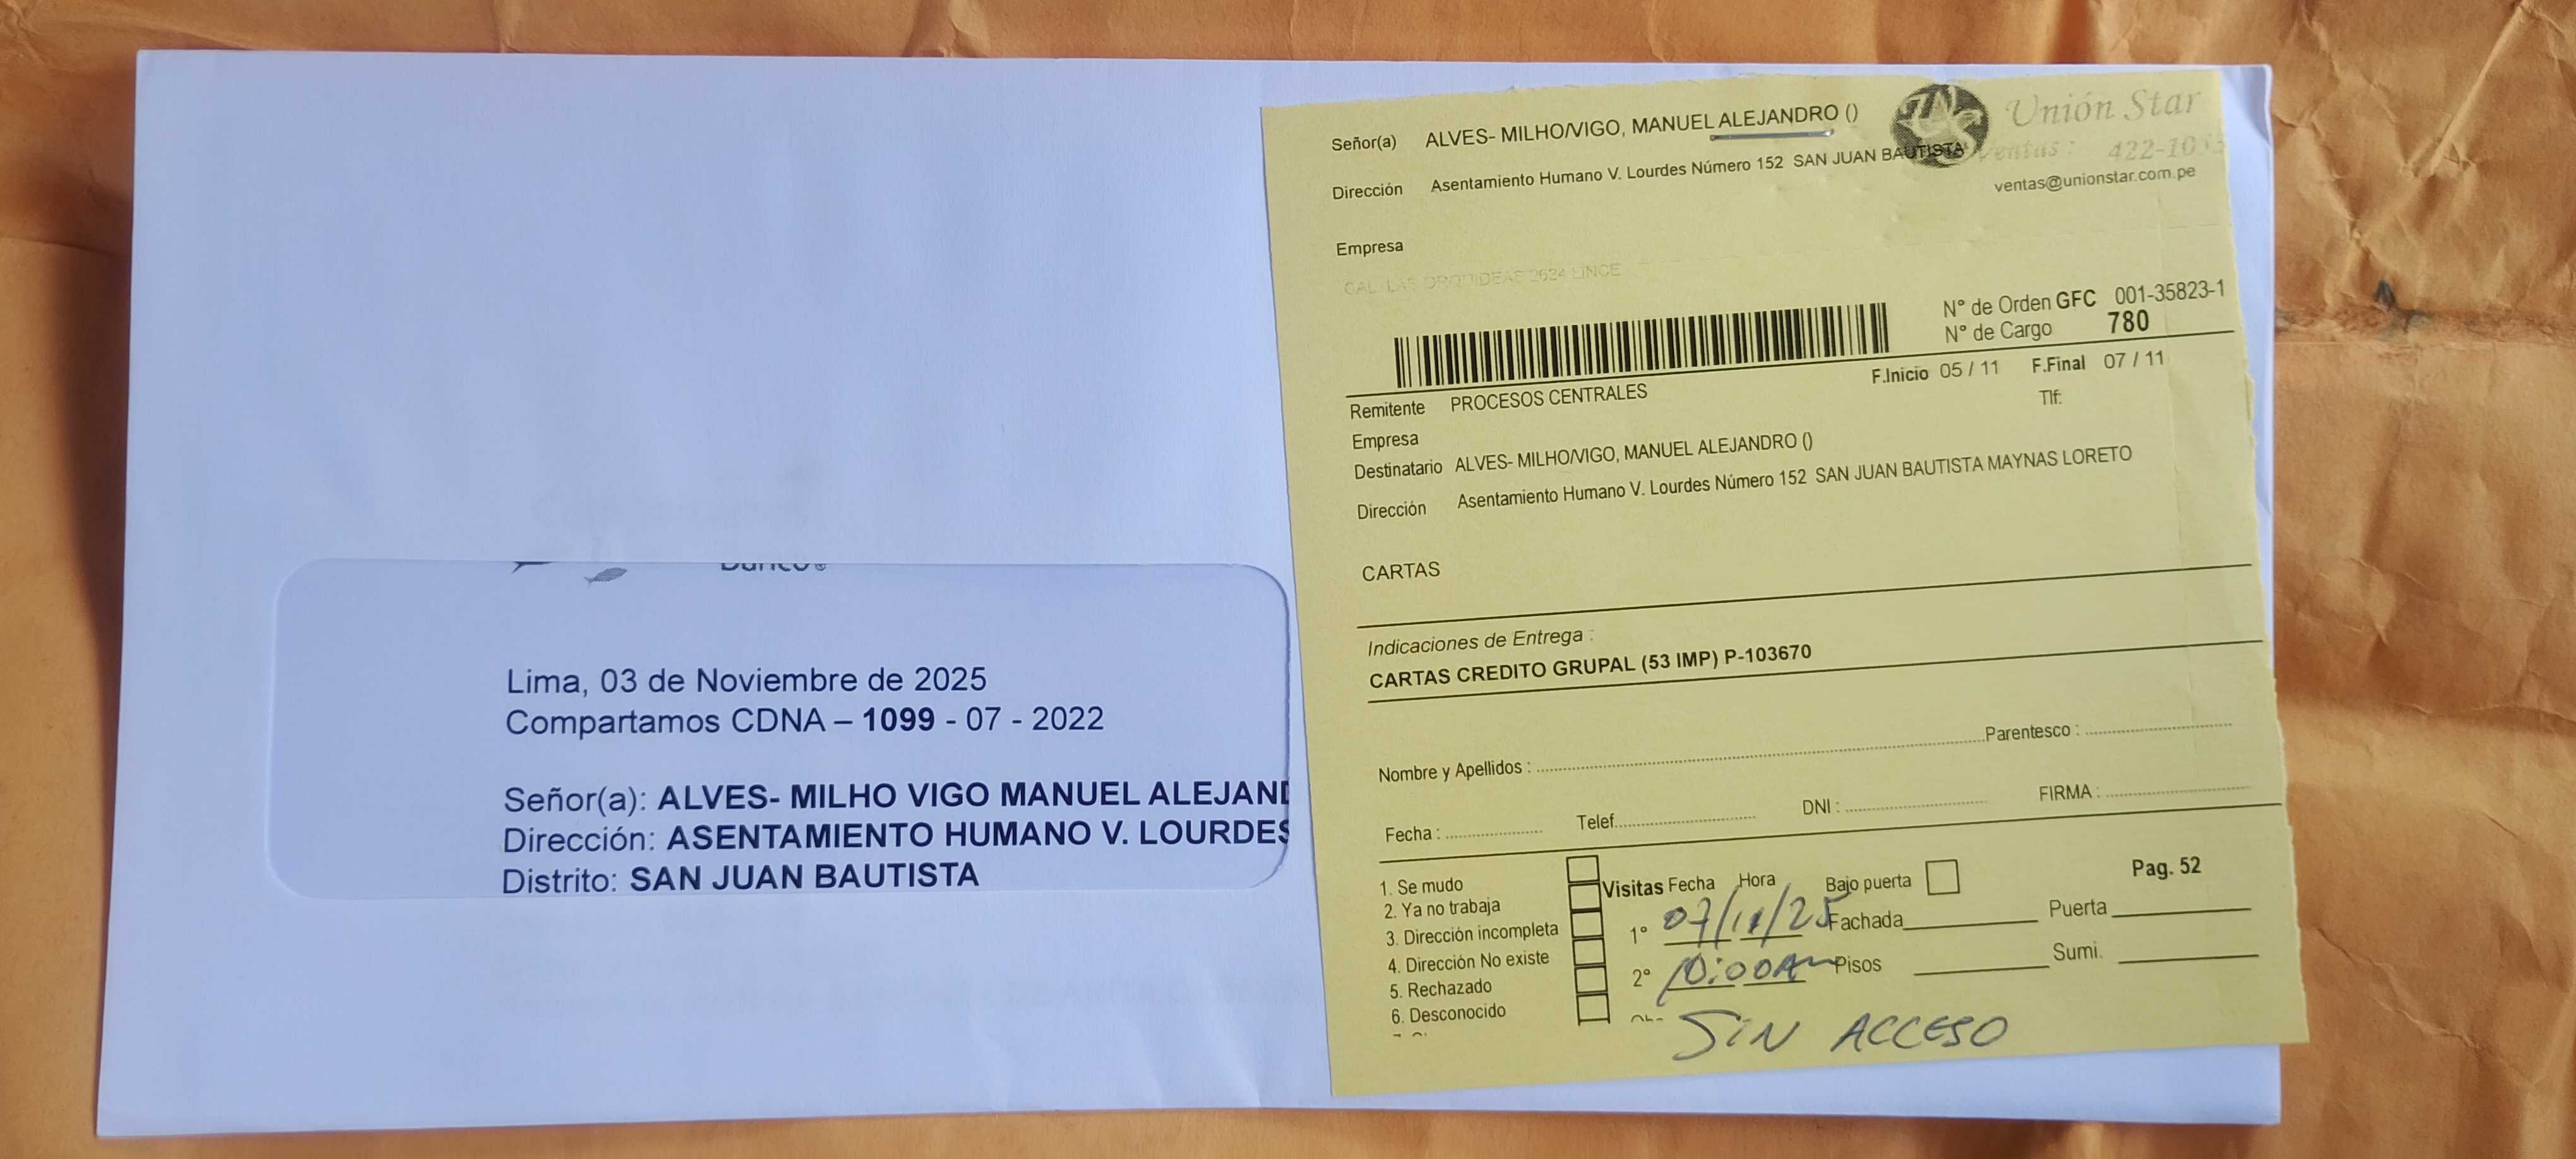 Banco®
Lima, 03 de Noviembre de 2025
Compartamos CDNA – 1099 - 07 - 2022
Señor(a): ALVES- MILHO VIGO MANUEL ALEJAND
Dirección: ASENTAMIENTO HUMANO V. LOURDES
Distrito: SAN JUAN BAUTISTA
Señor(a) ALVES- MILHO/VIGO, MANUEL ALEJANDRO ()
Unión Star
Dirección Asentamiento Humano V. Lourdes Número 152 SAN JUAN BAUTISTA
Ventas :
ventas@unionstar.com.pe
Empresa
CAL. LAS ORQUIDEAS 2624 LINCE
N° de Orden GFC 001-35823-1
N° de Cargo 780
F.Inicio 05 / 11 F.Final 07 / 11
Remitente PROCESOS CENTRALES
Tlf:
Empresa
Destinatario ALVES- MILHO/VIGO, MANUEL ALEJANDRO ()
Dirección Asentamiento Humano V. Lourdes Número 152 SAN JUAN BAUTISTA MAYNAS LORETO
CARTAS
Indicaciones de Entrega :
CARTAS CREDITO GRUPAL (53 IMP) P-103670
Nombre y Apellidos : Parentesco :
Fecha : Telef. DNI : FIRMA :
1. Se mudo
2. Ya no trabaja
3. Dirección incompleta
4. Dirección No existe
5. Rechazado
6. Desconocido
Visitas Fecha Hora Bajo puerta Pag. 52
1° 07/11/25 Fachada Puerta
2° 10:00AM Pisos Sumi.
SIN ACCESO